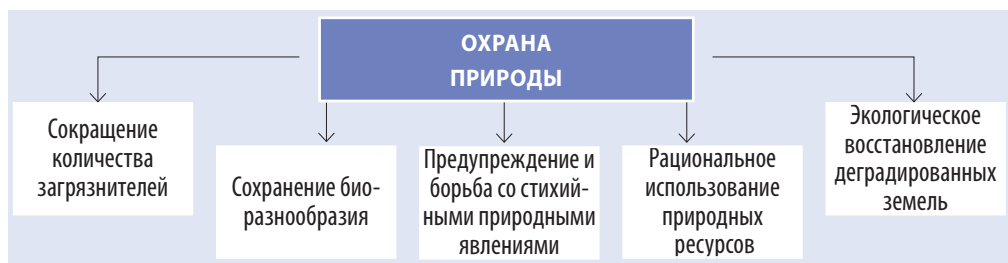 ОХРАНА
ПРИРОДЫ
Сокращение
количества
загрязнителей
Сохранение био-
разнообразия
Предупреждение и
борьба со стихий-
ными природными
явлениями
Рациональное
использование
природных
ресурсов
Экологическое
восстановление
деградированных
земель